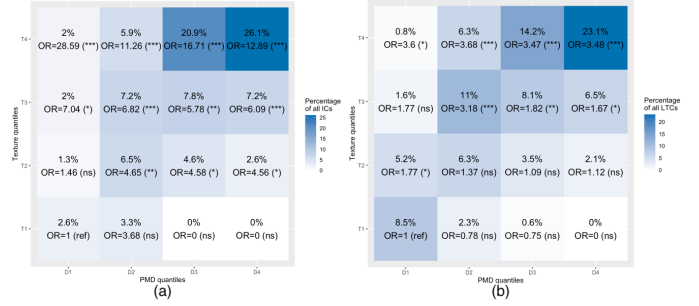 T4
2%
5.9%
20.9%
26.1%
OR=28.59 (***)
OR=11.26 (***)
OR=16.71 (***)
OR=12.89 (***)
T3
2%
7.2%
7.8%
7.2%
OR=7.04 (*)
OR=6.82 (***)
OR=5.78 (**)
OR=6.09 (***)
T2
1.3%
6.5%
4.6%
2.6%
OR=1.46 (ns)
OR=4.65 (**)
OR=4.58 (*)
OR=4.56 (*)
T1
2.6%
3.3%
0%
0%
OR=1 (ref)
OR=3.68 (ns)
OR=0 (ns)
OR=0 (ns)
D1
D2
D3
D4
Texture quantiles
PMD quantiles
Percentage
of all ICs
25
20
15
10
5
0
(a)
T4
0.8%
6.3%
14.2%
23.1%
OR=3.6 (*)
OR=3.68 (***)
OR=3.47 (***)
OR=3.48 (***)
T3
1.6%
11%
8.1%
6.5%
OR=1.77 (ns)
OR=3.18 (***)
OR=1.82 (**)
OR=1.67 (*)
T2
5.2%
6.3%
3.5%
2.1%
OR=1.77 (*)
OR=1.37 (ns)
OR=1.09 (ns)
OR=1.12 (ns)
T1
8.5%
2.3%
0.6%
0%
OR=1 (ref)
OR=0.78 (ns)
OR=0.75 (ns)
OR=0 (ns)
D1
D2
D3
D4
Texture quantiles
PMD quantiles
Percentage
of all LTCs
20
15
10
5
0
(b)